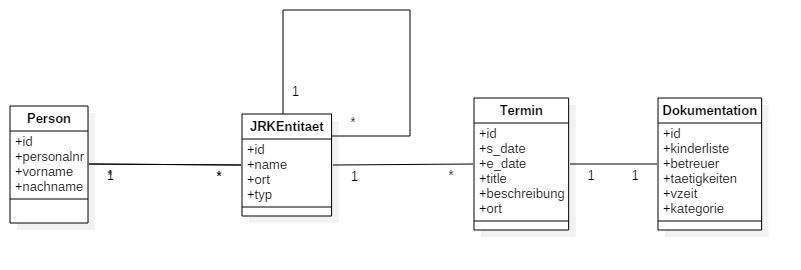 Person
+id
+personalnr
+vorname
+nachname
1
*
1
*
JRKEntitaet
+id
+name
+ort
+typ
1
*
Termin
+id
+s_date
+e_date
+title
+beschreibung
+ort
1
1
Dokumentation
+id
+kinderliste
+betreuer
+taetigkeiten
+vzeit
+kategorie